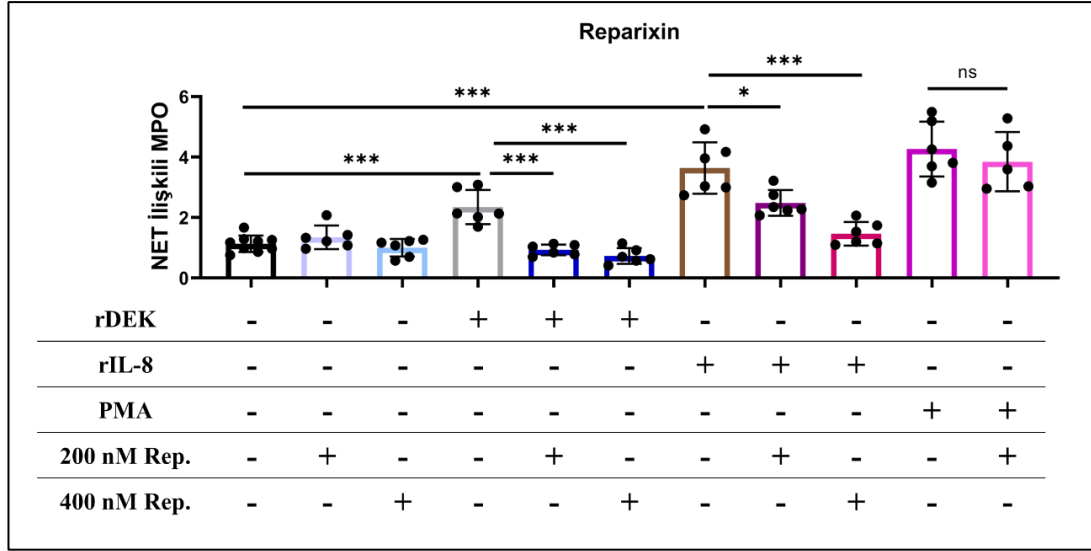 Reparixin
***
ns
***
*
***
***
***
NET İlişkili MPO
6
4
2
0
rDEK - - - + + + - - - - -
rIL-8 - - - - - - + + + - -
PMA - - - - - - - - - + +
200 nM Rep. - + - - + - - + - - +
400 nM Rep. - - + - - + - - + - -